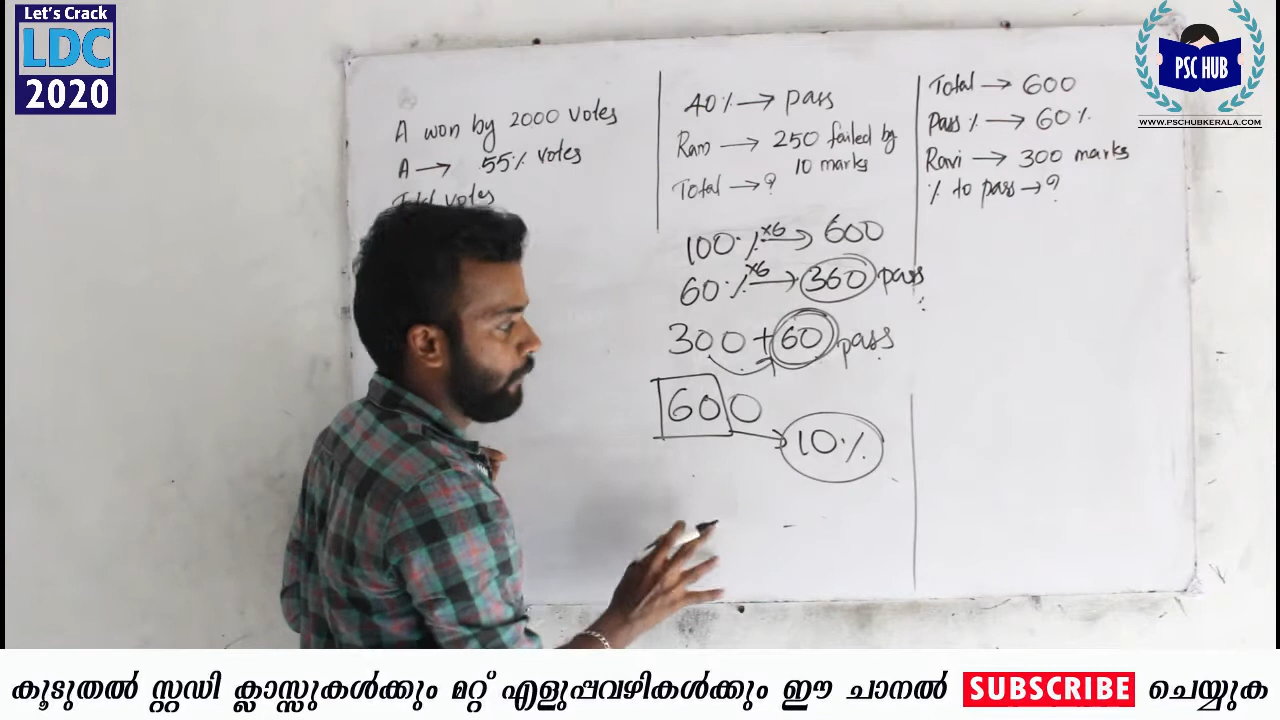 Let's Crack
LDC
2020
PSC HUB
WWW.PSCHUBKERALA.COM
A won by 2000 votes
A → 55% votes
Total votes
40% → pass
Ram → 250 failed by
10 marks
Total → ?
100% ×6→ 600
60% ×6→ 360 pass
300 + 60 pass
600
10%
Total → 600
Pass % → 60%
Ravi → 300 marks
% to pass → ?
കൂടുതൽ സ്റ്റഡി ക്ലാസ്സുകൾക്കും മറ്റ് എളുപ്പവഴികൾക്കും ഈ ചാനൽ SUBSCRIBE ചെയ്യുക